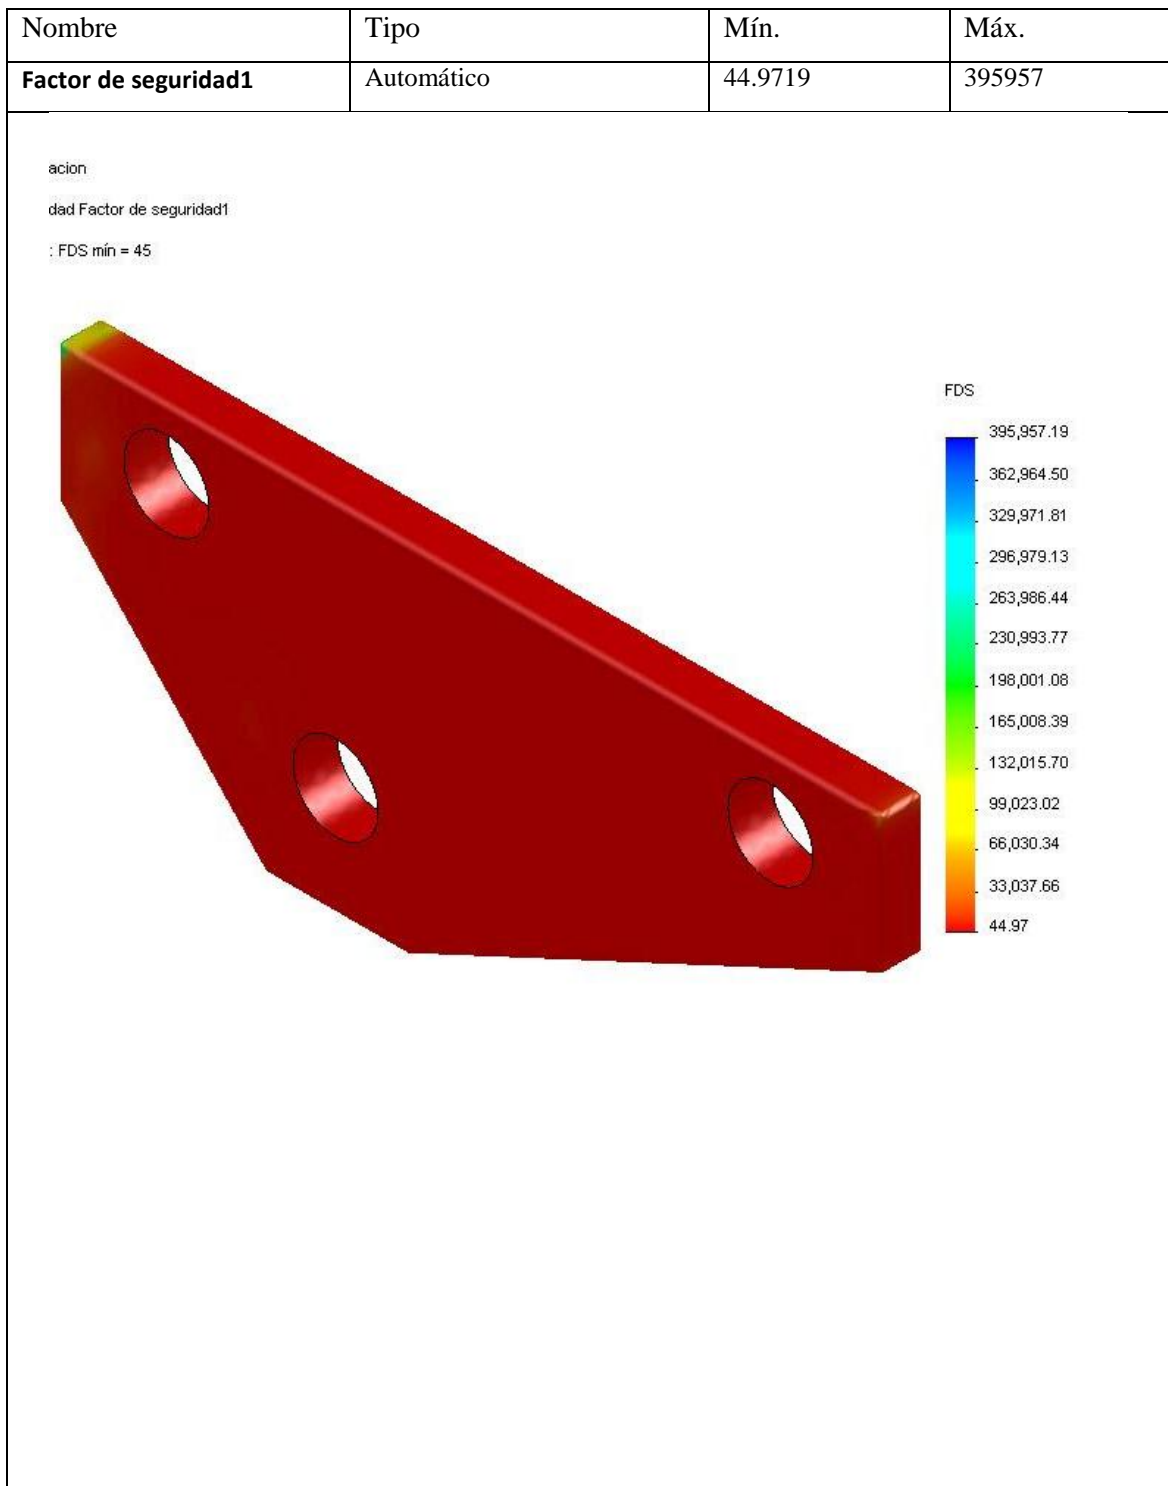 Nombre Tipo Mín. Máx.
Factor de seguridad1 Automático 44.9719 395957
acion
dad Factor de seguridad1
: FDS mín = 45
FDS
395,957.19
362,964.50
329,971.81
296,979.13
263,986.44
230,993.77
198,001.08
165,008.39
132,015.70
99,023.02
66,030.34
33,037.66
44.97